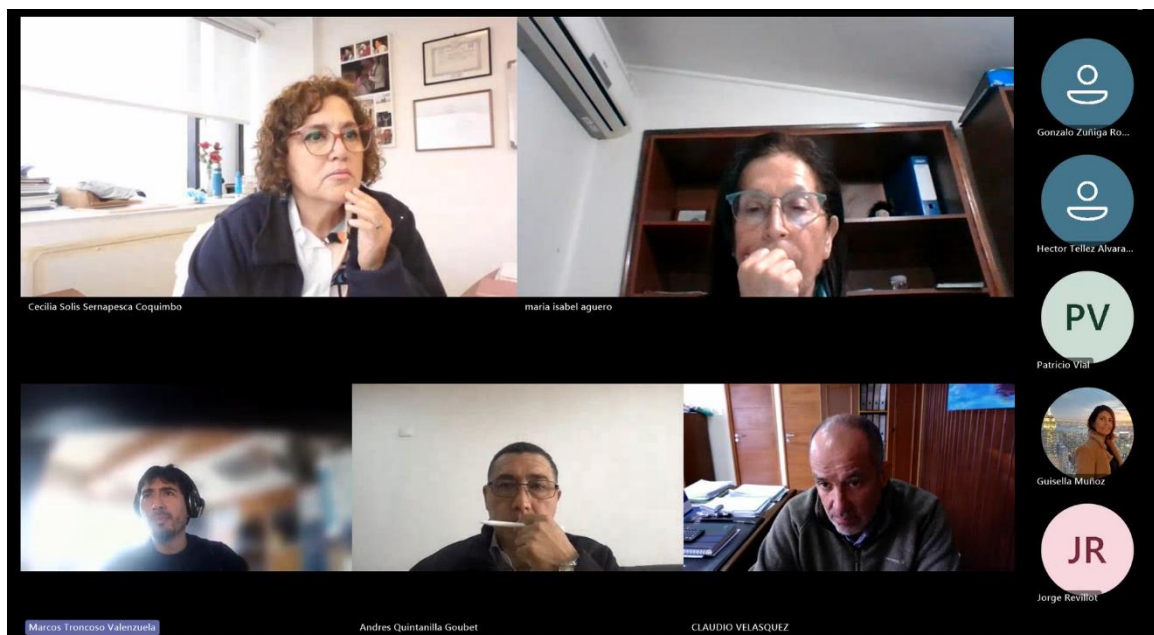 Cecilia Solis Sernapesca Coquimbo
maria isabel aguero
Gonzalo Zuñiga Ro...
Hector Tellez Alvara...
PV
Patricio Vial
Guisella Muñoz
JR
Jorge Revillot
Marcos Troncoso Valenzuela
Andres Quintanilla Goubet
CLAUDIO VELASQUEZ